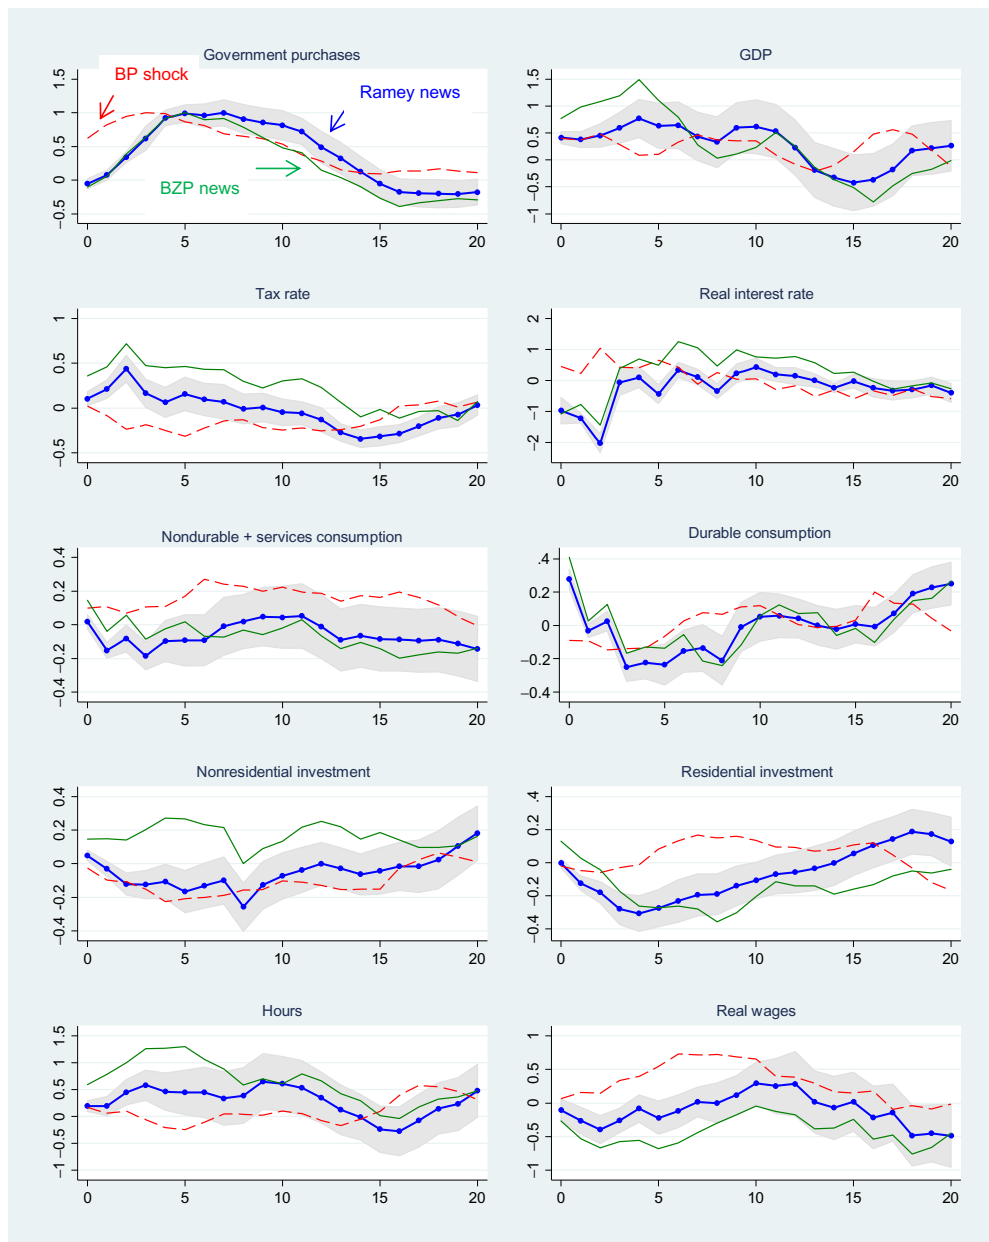 Government purchases
GDP
BP shock
Ramey news
BZP news
1.5
1
0.5
0
−0.5
0 5 10 15 20
1.5
1
0.5
0
−0.5
−1
0 5 10 15 20
Tax rate
Real interest rate
1
0.5
0
−0.5
0 5 10 15 20
2
1
0
−1
−2
0 5 10 15 20
Nondurable + services consumption
Durable consumption
0.4
0.2
0
−0.2
−0.4
0 5 10 15 20
.4
0.2
0
−0.2
−0.4
0 5 10 15 20
Nonresidential investment
Residential investment
0.4
0.2
0
−0.2
−0.4
0 5 10 15 20
.4
0.2
0
−0.2
−0.4
0 5 10 15 20
Hours
Real wages
1.5
1
0.5
0
−0.5
−1
0 5 10 15 20
1
0.5
0
−0.5
−1
0 5 10 15 20